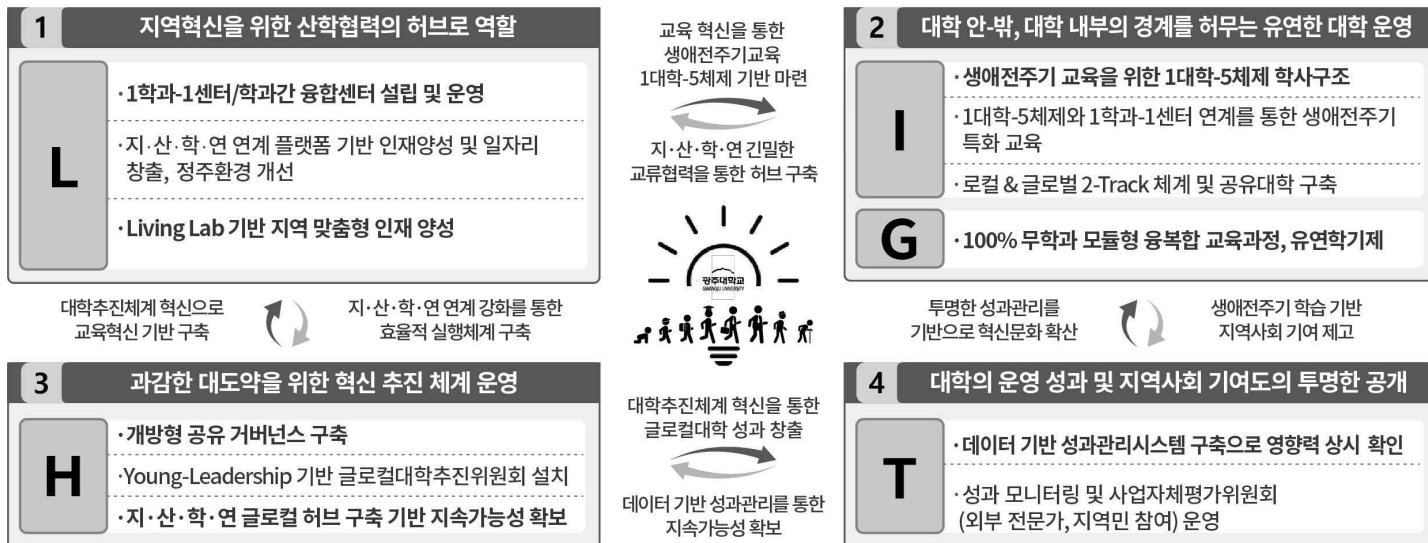 1 지역혁신을 위한 산학협력의 허브로 역할
L
·1학과-1센터/학과간 융합센터 설립 및 운영
·지·산·학·연 연계 플랫폼 기반 인재양성 및 일자리
창출, 정주환경 개선
·Living Lab 기반 지역 맞춤형 인재 양성
교육 혁신을 통한
생애전주기교육
1대학-5체제 기반 마련
지·산·학·연 긴밀한
교류협력을 통한 허브 구축
2 대학 안-밖, 대학 내부의 경계를 허무는 유연한 대학 운영
I
·생애전주기 교육을 위한 1대학-5체제 학사구조
·1대학-5체제와 1학과-1센터 연계를 통한 생애전주기
특화 교육
·로컬 & 글로벌 2-Track 체계 및 공유대학 구축
G
·100% 무학과 모듈형 융복합 교육과정, 유연학기제
광주대학교
GWANGJU UNIVERSITY
대학추진체계 혁신으로
교육혁신 기반 구축
지·산·학·연 연계 강화를 통한
효율적 실행체계 구축
투명한 성과관리를
기반으로 혁신문화 확산
생애전주기 학습 기반
지역사회 기여 제고
3 과감한 대도약을 위한 혁신 추진 체계 운영
H
·개방형 공유 거버넌스 구축
·Young-Leadership 기반 글로컬대학추진위원회 설치
·지·산·학·연 글로컬 허브 구축 기반 지속가능성 확보
대학추진체계 혁신을 통한
글로컬대학 성과 창출
데이터 기반 성과관리를 통한
지속가능성 확보
4 대학의 운영 성과 및 지역사회 기여도의 투명한 공개
T
·데이터 기반 성과관리시스템 구축으로 영향력 상시 확인
·성과 모니터링 및 사업자체평가위원회
(외부 전문가, 지역민 참여) 운영